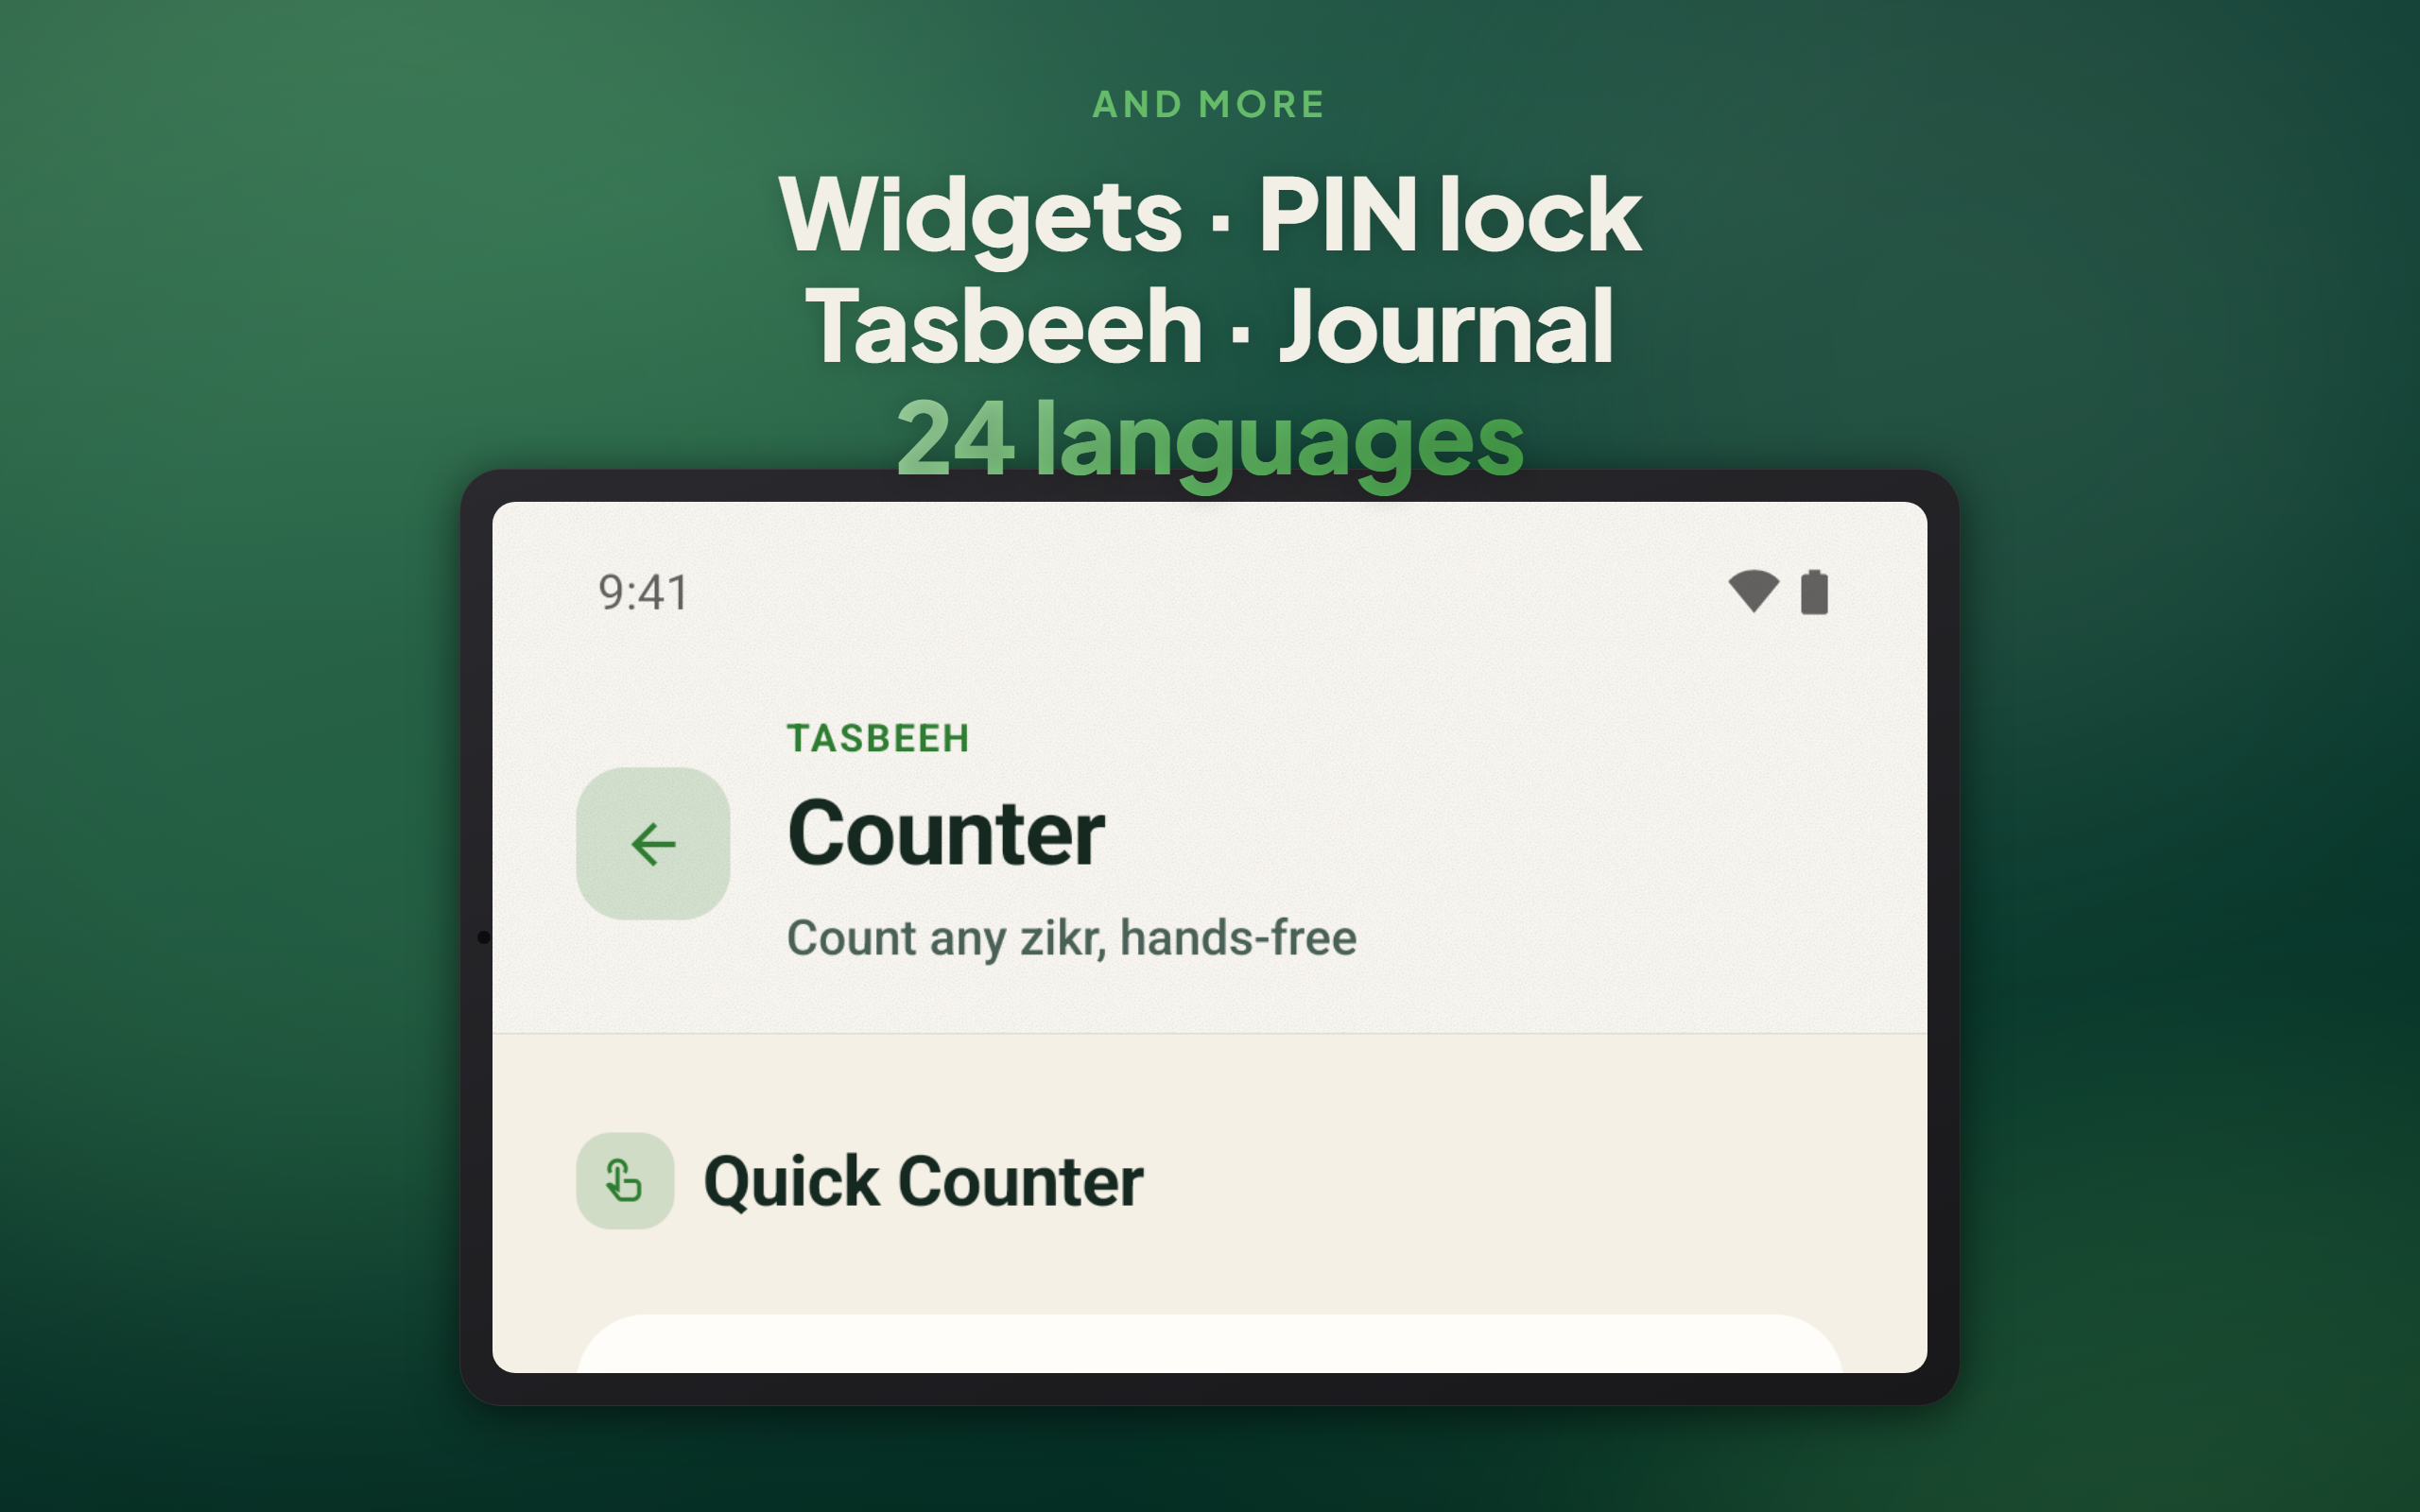 AND MORE
Widgets · PIN lock
Tasbeeh · Journal
24 languages
9:41
TASBEEH
Counter
Count any zikr, hands-free
Quick Counter